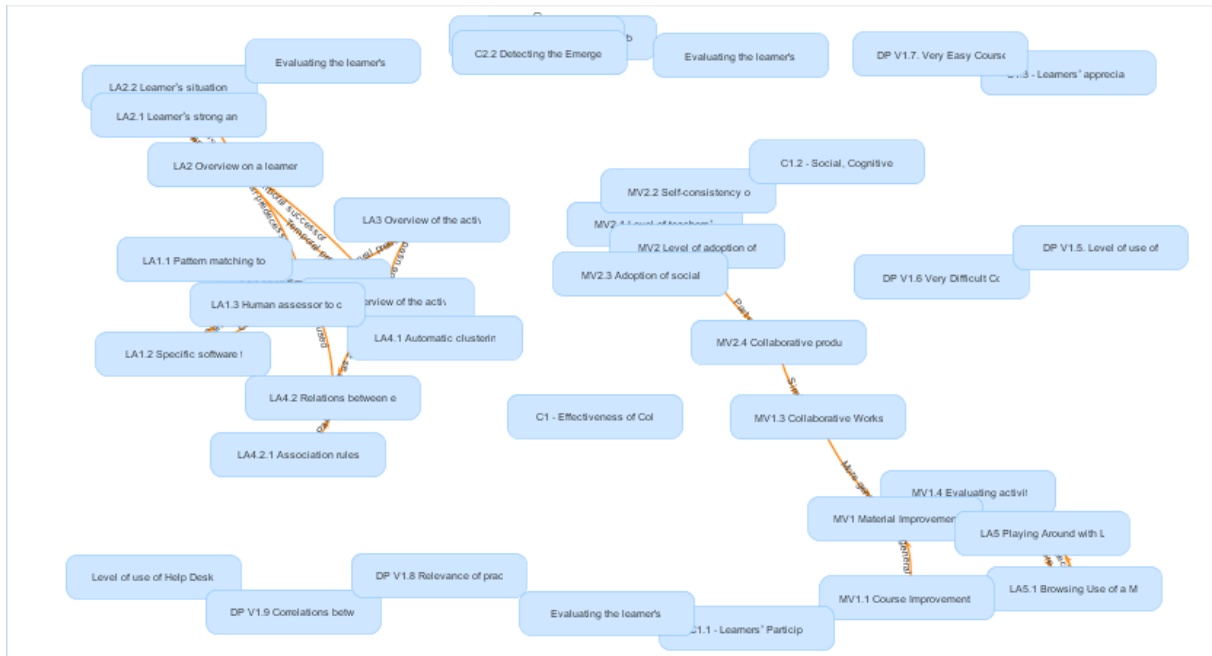 C2.2 Detecting the Emerge
Evaluating the learner's
Evaluating the learner's
DP V1.7. Very Easy Course
Learners' apprecia
LA2.2 Learner's situation
LA2.1 Learner's strong an
LA2 Overview on a learner
C1.2 - Social, Cognitive
MV2.2 Self-consistency o
LA3 Overview of the activ
MV2 Level of adoption of
MV2.3 Adoption of social
DP V1.5. Level of use of
DP V1.6 Very Difficult Co
LA1.1 Pattern matching to
LA1.3 Human assessor to c
erview of the activ
LA4.1 Automatic clusterin
LA1.2 Specific software
MV2.4 Collaborative produ
LA4.2 Relations between e
MV1.3 Collaborative Works
C1 - Effectiveness of Col
LA4.2.1 Association rules
MV1.4 Evaluating activit
MV1 Material Improvement
LA5 Playing Around with L
general
Level of use of Help Desk
DP V1.8 Relevance of prac
LA5.1 Browsing Use of a M
MV1.1 Course Improvement
DP V1.9 Correlations betw
Evaluating the learner's
C1.1 - Learners' Particip